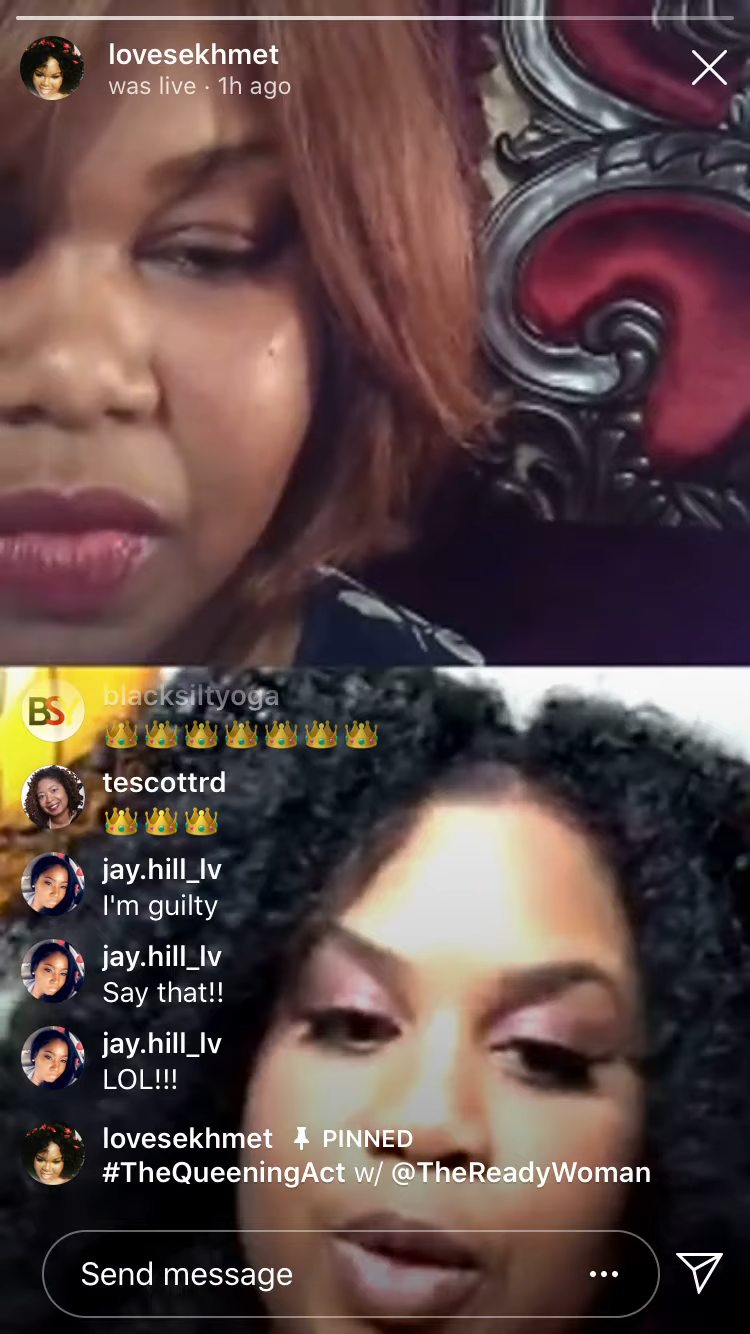 lovesekhmet
was live · 1h ago
BS blacksiltyoga
👑👑👑👑👑👑👑
tescottrd
👑👑👑
jay.hill_lv
I'm guilty
jay.hill_lv
Say that!!
jay.hill_lv
LOL!!!
lovesekhmet 📌 PINNED
#TheQueeningAct w/ @TheReadyWoman
Send message